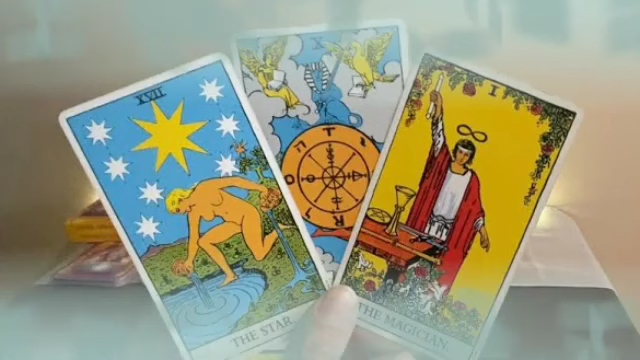 XVII
THE STAR.
X
T
A
R
O
I
THE MAGICIAN.